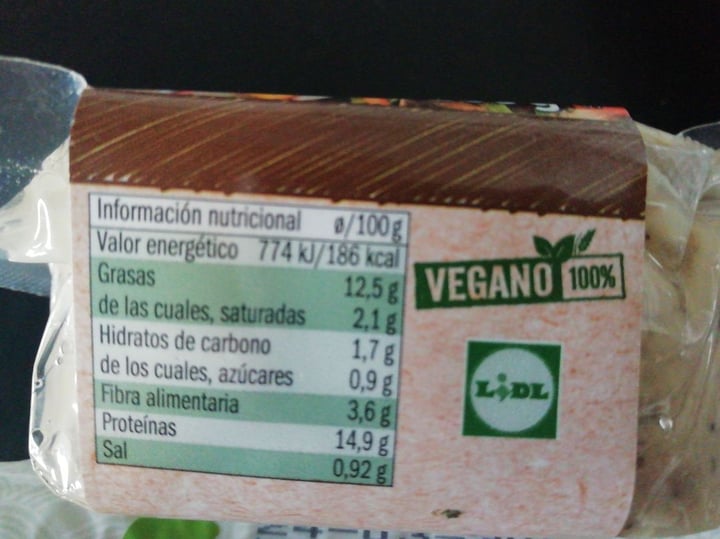 Información nutricional ø/100g
Valor energético 774 kJ/186 kcal
Grasas 12,5 g
de las cuales, saturadas 2,1 g
Hidratos de carbono 1,7 g
de los cuales, azúcares 0,9 g
Fibra alimentaria 3,6 g
Proteínas 14,9 g
Sal 0,92 g
VEGANO 100%
LIDL